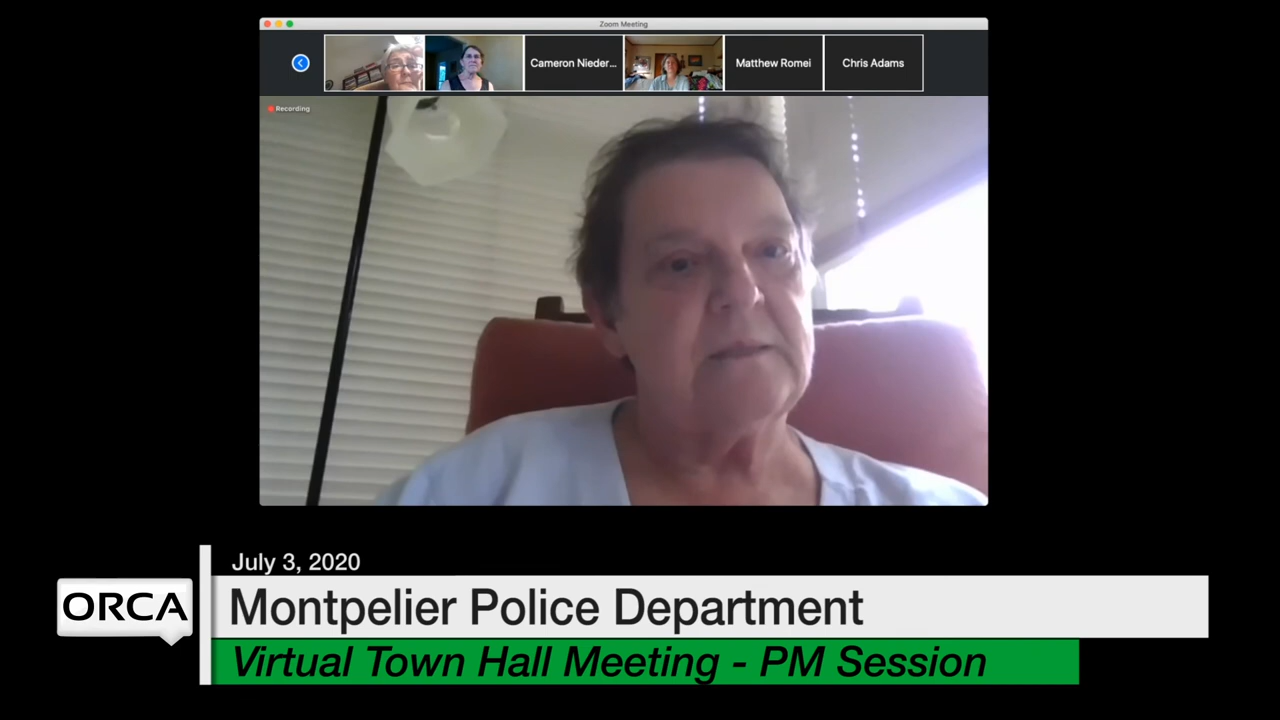 Zoom Meeting
Cameron Nieder...
Matthew Romei
Chris Adams
Recording
July 3, 2020
ORCA
Montpelier Police Department
Virtual Town Hall Meeting - PM Session